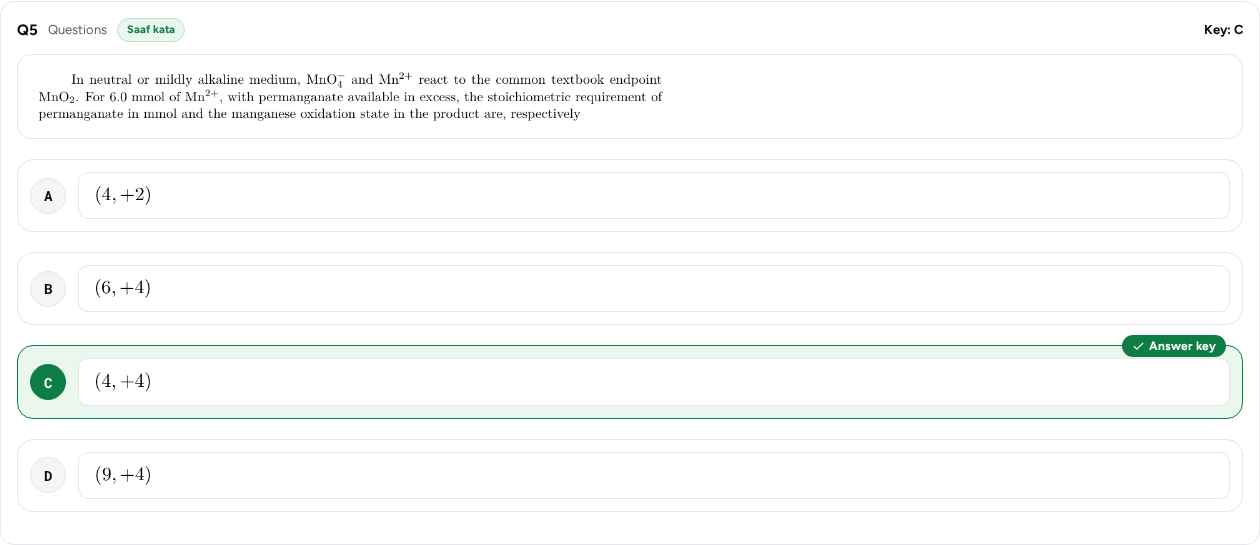 Q5 Questions Saaf kata Key: C
In neutral or mildly alkaline medium, MnO₄⁻ and Mn²⁺ react to the common textbook endpoint
MnO₂. For 6.0 mmol of Mn²⁺, with permanganate available in excess, the stoichiometric requirement of
permanganate in mmol and the manganese oxidation state in the product are, respectively
A (4, +2)
B (6, +4)
Answer key
C (4, +4)
D (9, +4)